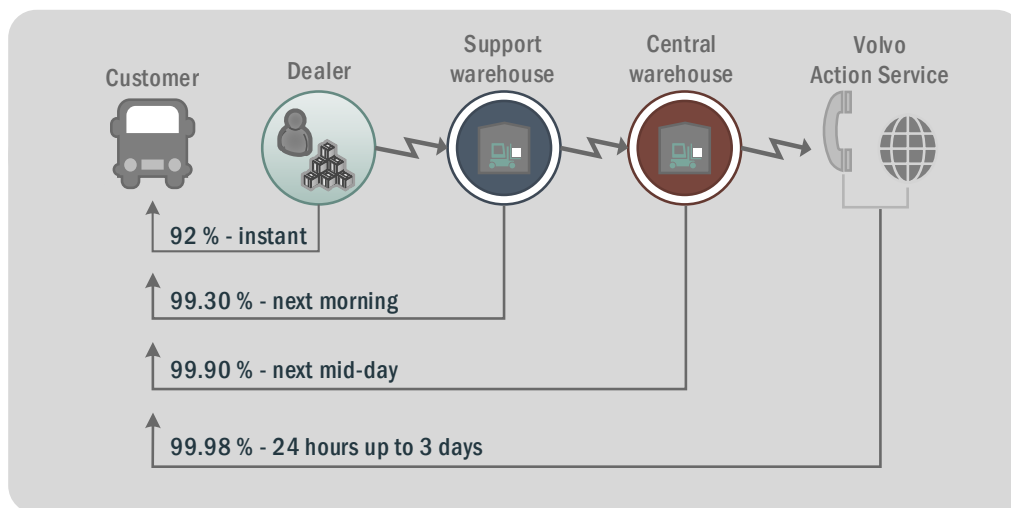 Customer
Dealer
Support
warehouse
Central
warehouse
Volvo
Action Service
92 % - instant
99.30 % - next morning
99.90 % - next mid-day
99.98 % - 24 hours up to 3 days